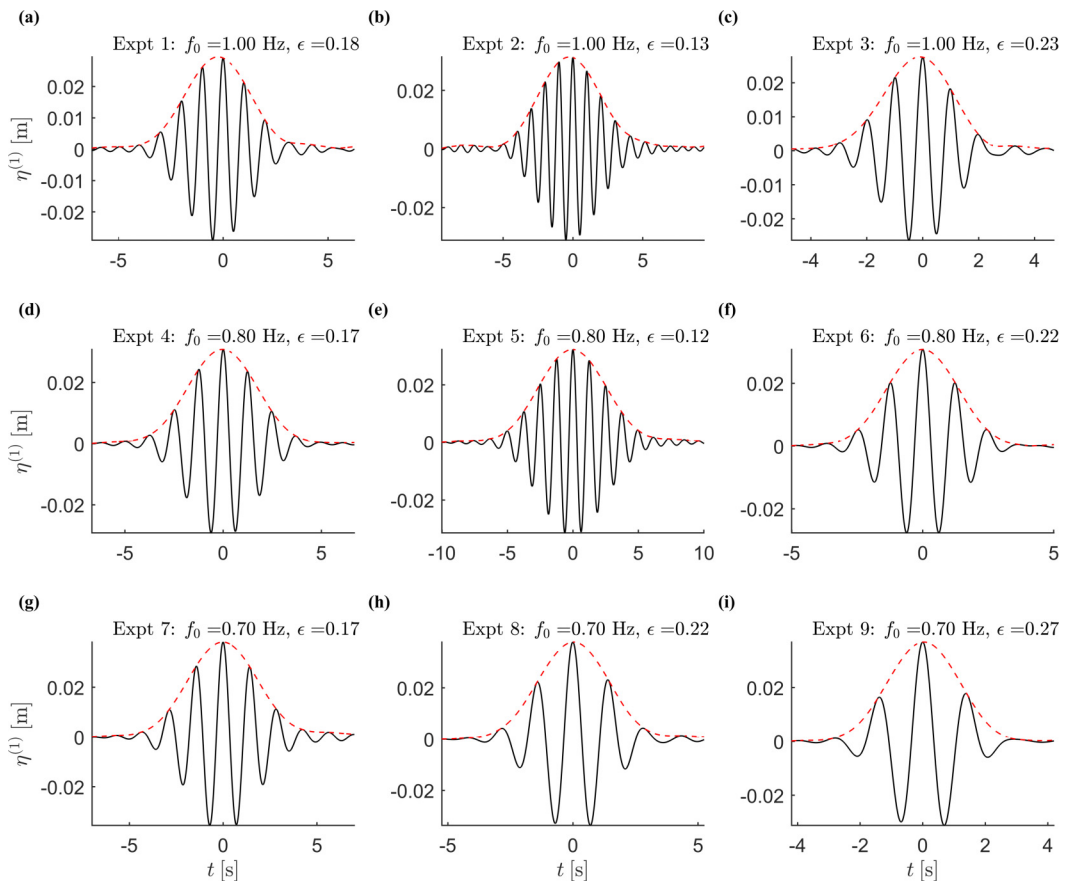 (a) (b) (c)
Expt 1: f₀ =1.00 Hz, ϵ =0.18 Expt 2: f₀ =1.00 Hz, ϵ =0.13 Expt 3: f₀ =1.00 Hz, ϵ =0.23
η⁽¹⁾ [m]
0.02 0.01 0 -0.01 -0.02
-5 0 5
0.02 0 -0.02
-5 0 5
0.02 0.01 0 -0.01 -0.02
-4 -2 0 2 4
(d) (e) (f)
Expt 4: f₀ =0.80 Hz, ϵ =0.17 Expt 5: f₀ =0.80 Hz, ϵ =0.12 Expt 6: f₀ =0.80 Hz, ϵ =0.22
η⁽¹⁾ [m]
0.02 0 -0.02
-5 0 5
0.02 0 -0.02
-10 -5 0 5 10
0.02 0 -0.02
-5 0 5
(g) (h) (i)
Expt 7: f₀ =0.70 Hz, ϵ =0.17 Expt 8: f₀ =0.70 Hz, ϵ =0.22 Expt 9: f₀ =0.70 Hz, ϵ =0.27
η⁽¹⁾ [m]
0.02 0 -0.02
-5 0 5
0.02 0 -0.02
-5 0 5
0.02 0 -0.02
-4 -2 0 2 4
t [s] t [s] t [s]